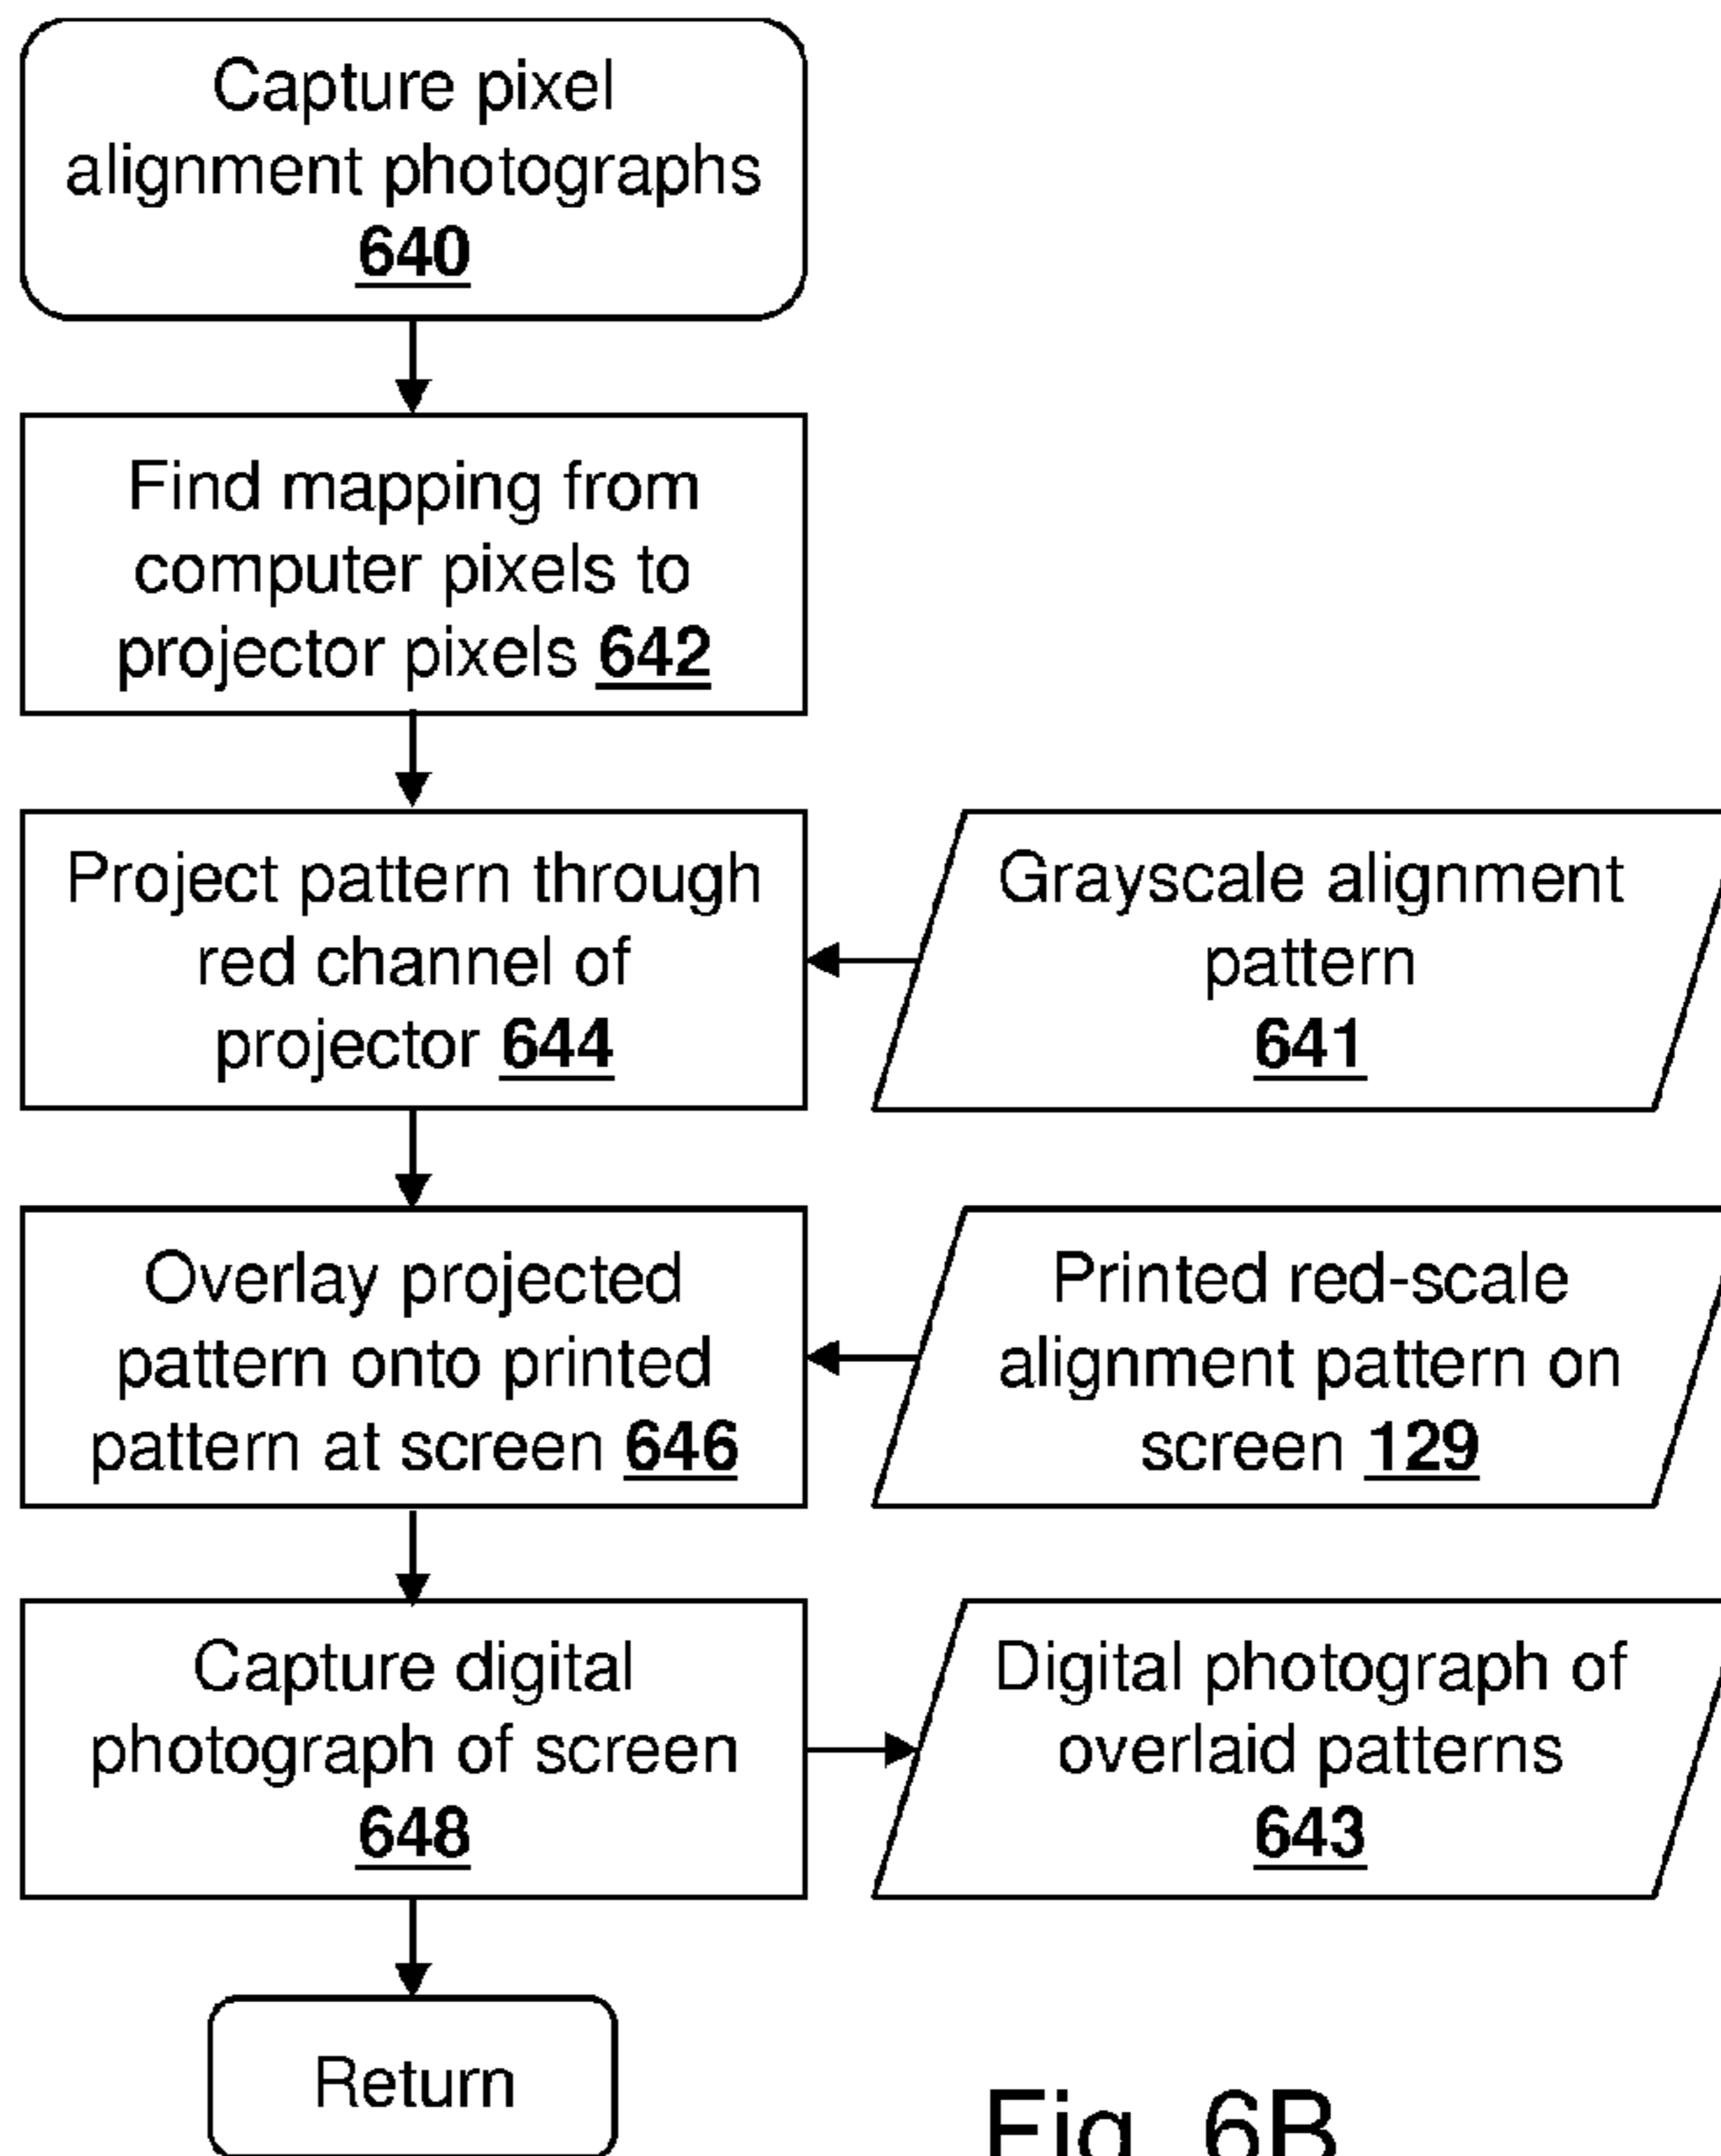 Capture pixel
alignment photographs
640
Find mapping from
computer pixels to
projector pixels 642
Project pattern through
red channel of
projector 644
Grayscale alignment
pattern
641
Overlay projected
pattern onto printed
pattern at screen 646
Printed red-scale
alignment pattern on
screen 129
Capture digital
photograph of screen
648
Digital photograph of
overlaid patterns
643
Return
Fig. 6B